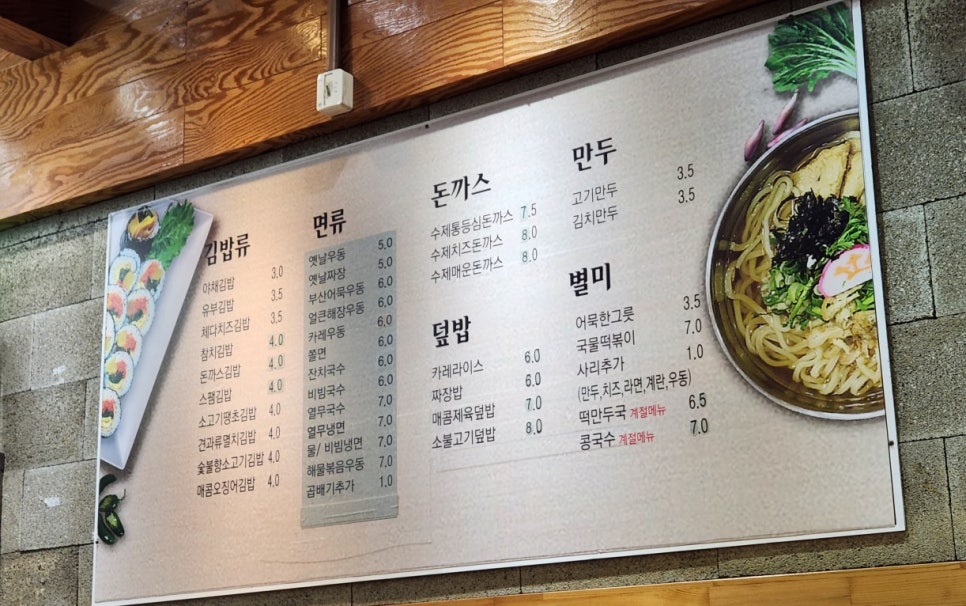 김밥류
야채김밥 3.0
유부김밥 3.5
체다치즈김밥 3.5
참치김밥 4.0
돈까스김밥 4.0
스팸김밥 4.0
소고기땡초김밥 4.0
견과류멸치김밥 4.0
숯불향소고기김밥 4.0
매콤오징어김밥 4.0
면류
옛날우동 5.0
옛날짜장 5.0
부산어묵우동 6.0
얼큰해장우동 6.0
카레우동 6.0
쫄면 6.0
잔치국수 6.0
비빔국수 6.0
열무국수 7.0
열무냉면 7.0
물/ 비빔냉면 7.0
해물볶음우동 7.0
곱배기추가 1.0
돈까스
수제통등심돈까스 7.5
수제치즈돈까스 8.0
수제매운돈까스 8.0
덮밥
카레라이스 6.0
짜장밥 6.0
매콤제육덮밥 7.0
소불고기덮밥 8.0
만두
고기만두 3.5
김치만두 3.5
별미
어묵한그릇 3.5
국물떡볶이 7.0
사리추가 1.0
(만두,치즈,라면,계란,우동)
떡만두국 계절메뉴 6.5
콩국수 계절메뉴 7.0